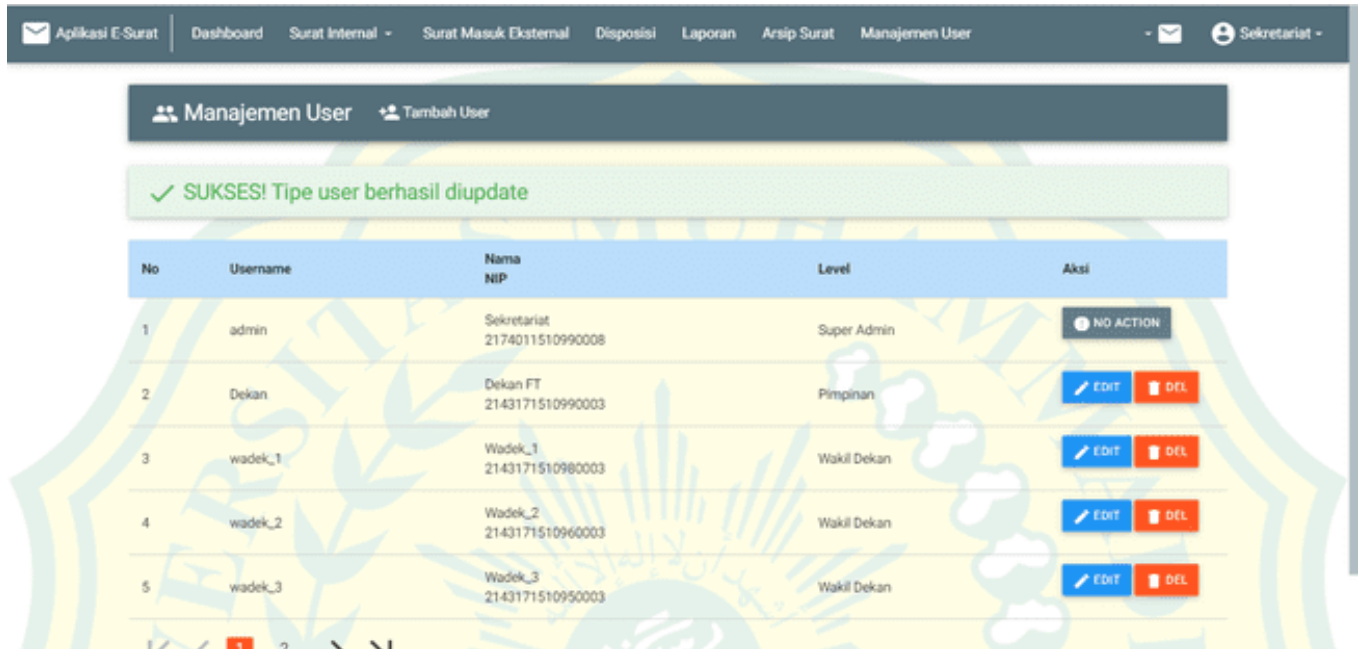 Aplikasi E-Surat Dashboard Surat Internal Surat Masuk Eksternal Disposisi Laporan Arsip Surat Manajemen User Sekretariat
Manajemen User Tambah User
SUKSES! Tipe user berhasil diupdate
No Username Nama NIP Level Aksi
1 admin Sekretariat 2174011510990008 Super Admin NO ACTION
2 Dekan Dekan FT 2143171510990003 Pimpinan EDIT DEL
3 wadek_1 Wadek_1 2143171510980003 Wakil Dekan EDIT DEL
4 wadek_2 Wadek_2 2143171510960003 Wakil Dekan EDIT DEL
5 wadek_3 Wadek_3 2143171510950003 Wakil Dekan EDIT DEL
1 2